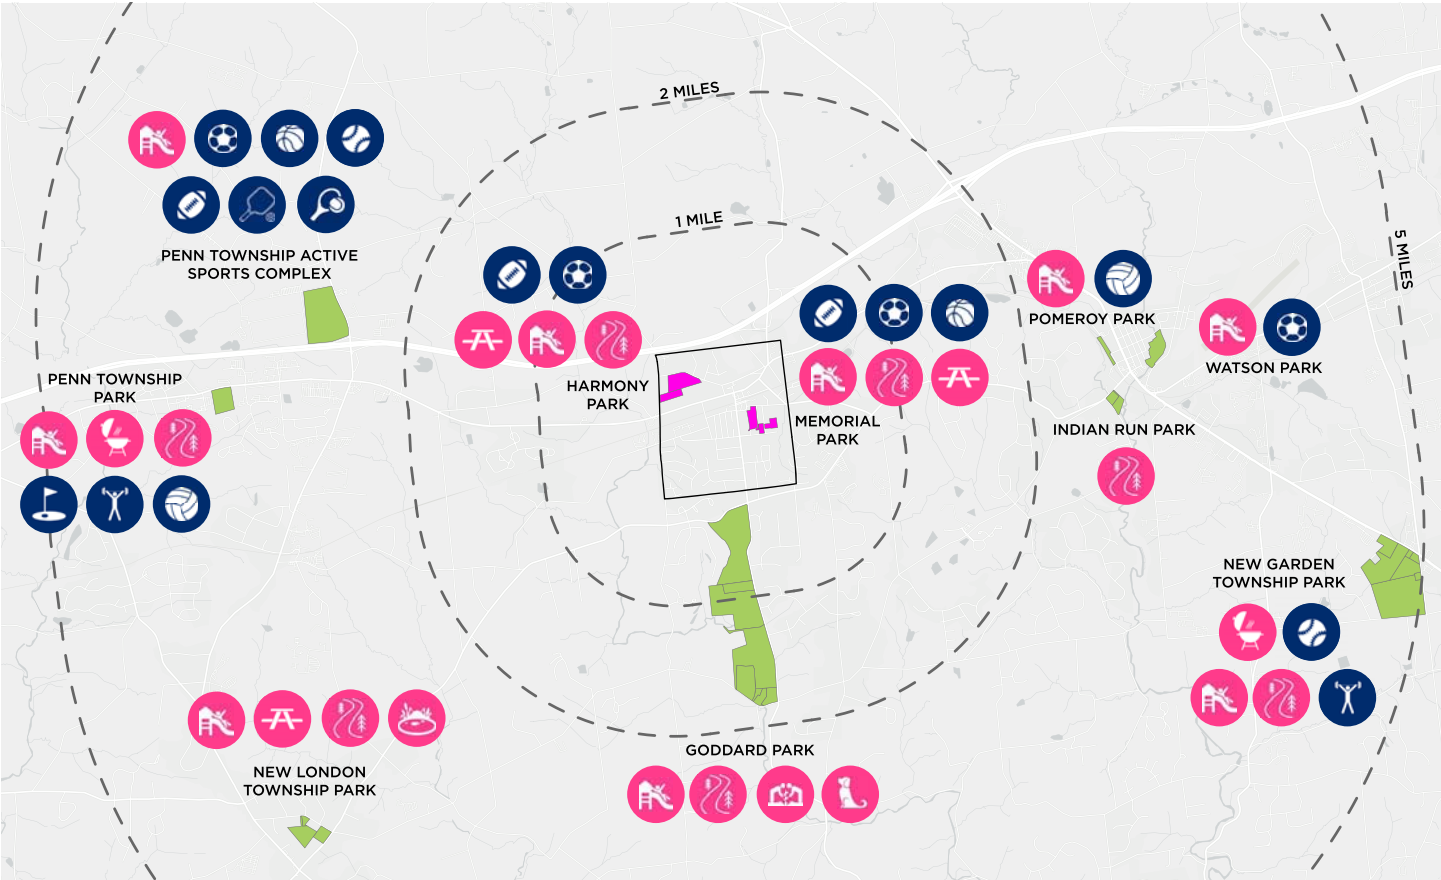 2 MILES
1 MILE
5 MILES
PENN TOWNSHIP ACTIVE
SPORTS COMPLEX
POMEROY PARK
WATSON PARK
PENN TOWNSHIP
PARK
HARMONY
PARK
MEMORIAL
PARK
INDIAN RUN PARK
NEW GARDEN
TOWNSHIP PARK
GODDARD PARK
NEW LONDON
TOWNSHIP PARK